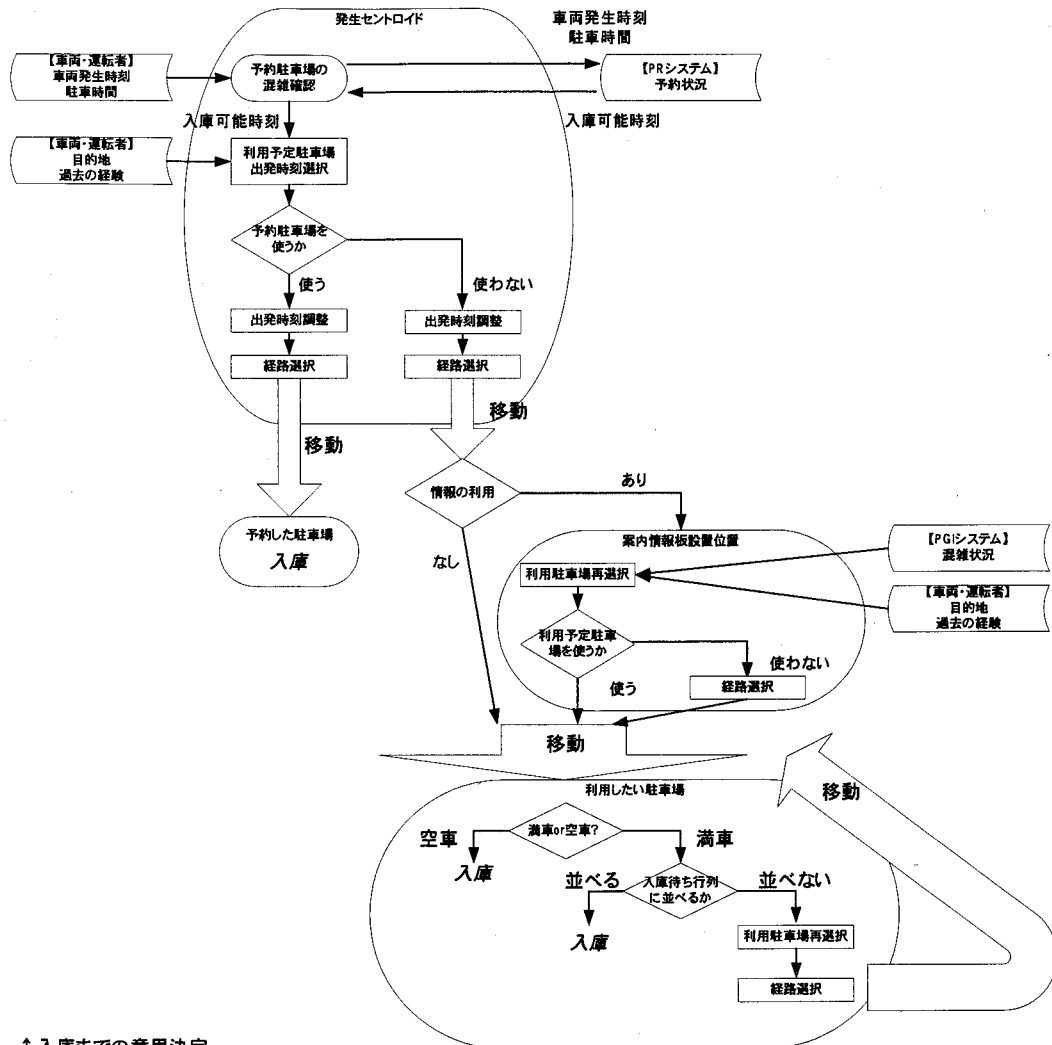 発生セントロイド
車両発生時刻
駐車時間
【車両・運転者】
車両発生時刻
駐車時間
予約駐車場の
混雑確認
【PRシステム】
予約状況
入庫可能時刻
入庫可能時刻
【車両・運転者】
目的地
過去の経験
利用予定駐車場
出発時刻選択
予約駐車場を
使うか
使う
使わない
出発時刻調整
出発時刻調整
経路選択
経路選択
移動
移動
情報の利用
あり
なし
予約した駐車場
入庫
案内情報板設置位置
【PGIシステム】
混雑状況
利用駐車場再選択
【車両・運転者】
目的地
過去の経験
利用予定駐車
場を使うか
使わない
使う
経路選択
移動
移動
利用したい駐車場
満車or空車?
空車
満車
入庫
並べる
入庫待ち行列
に並べるか
並べない
入庫
利用駐車場再選択
経路選択